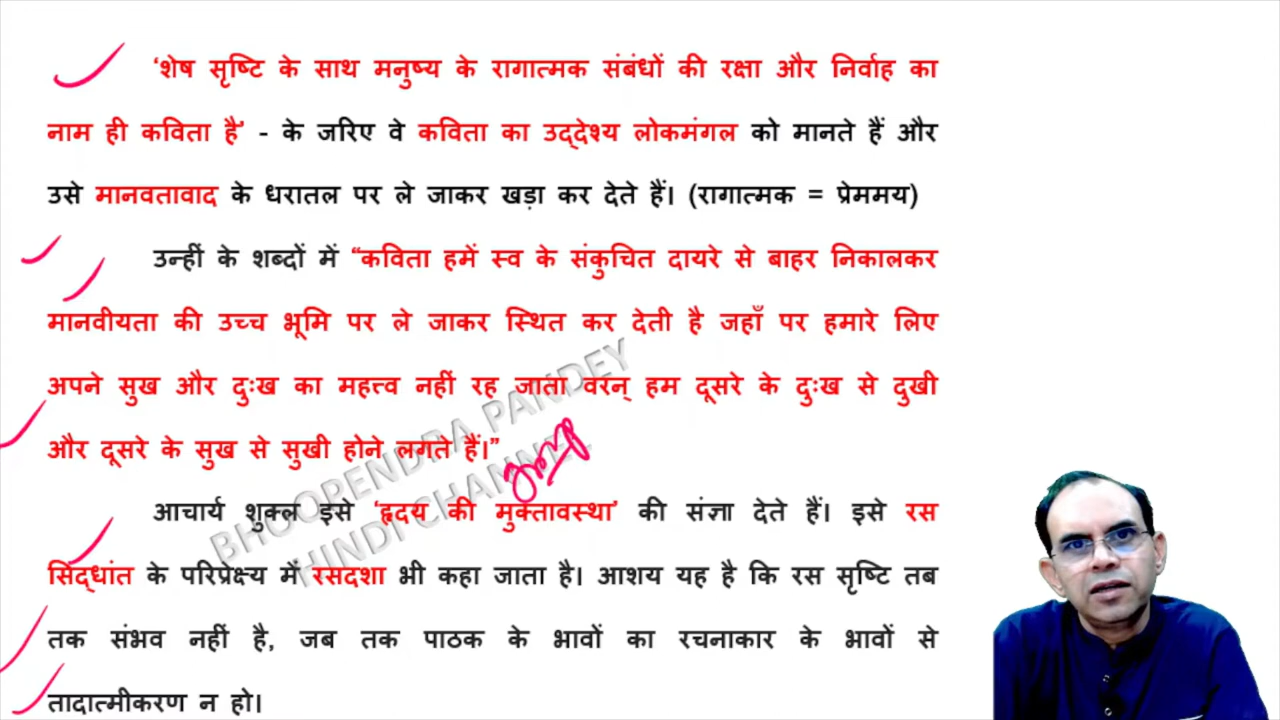 ‘शेष सृष्टि के साथ मनुष्य के रागात्मक संबंधों की रक्षा और निर्वाह का
नाम ही कविता है’ - के जरिए वे कविता का उद्देश्य लोकमंगल को मानते हैं और
उसे मानवतावाद के धरातल पर ले जाकर खड़ा कर देते हैं। (रागात्मक = प्रेममय)
उन्हीं के शब्दों में “कविता हमें स्व के संकुचित दायरे से बाहर निकालकर
मानवीयता की उच्च भूमि पर ले जाकर स्थित कर देती है जहाँ पर हमारे लिए
अपने सुख और दुःख का महत्त्व नहीं रह जाता वरन् हम दूसरे के दुःख से दुखी
और दूसरे के सुख से सुखी होने लगते हैं।”
आचार्य शुक्ल इसे ‘हृदय की मुक्तावस्था’ की संज्ञा देते हैं। इसे रस
सिद्धांत के परिप्रेक्ष्य में रसदशा भी कहा जाता है। आशय यह है कि रस सृष्टि तब
तक संभव नहीं है, जब तक पाठक के भावों का रचनाकार के भावों से
तादात्मीकरण न हो।
BHOOPENDRA PANDEY
HINDI CHANNEL